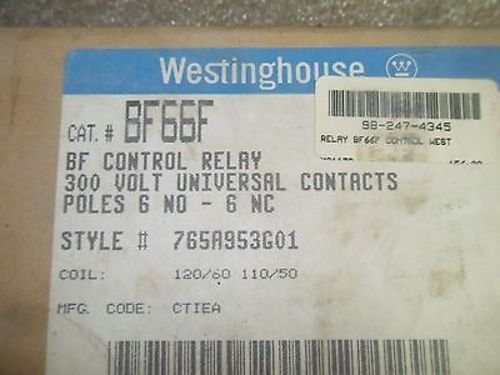 Westinghouse W
98-247-4345
RELAY BF66F CONTROL WEST
CAT. # BF66F
BF CONTROL RELAY
300 VOLT UNIVERSAL CONTACTS
POLES 6 NO - 6 NC
STYLE # 765A953G01
COIL: 120/60 110/50
MFG. CODE: CTIEA